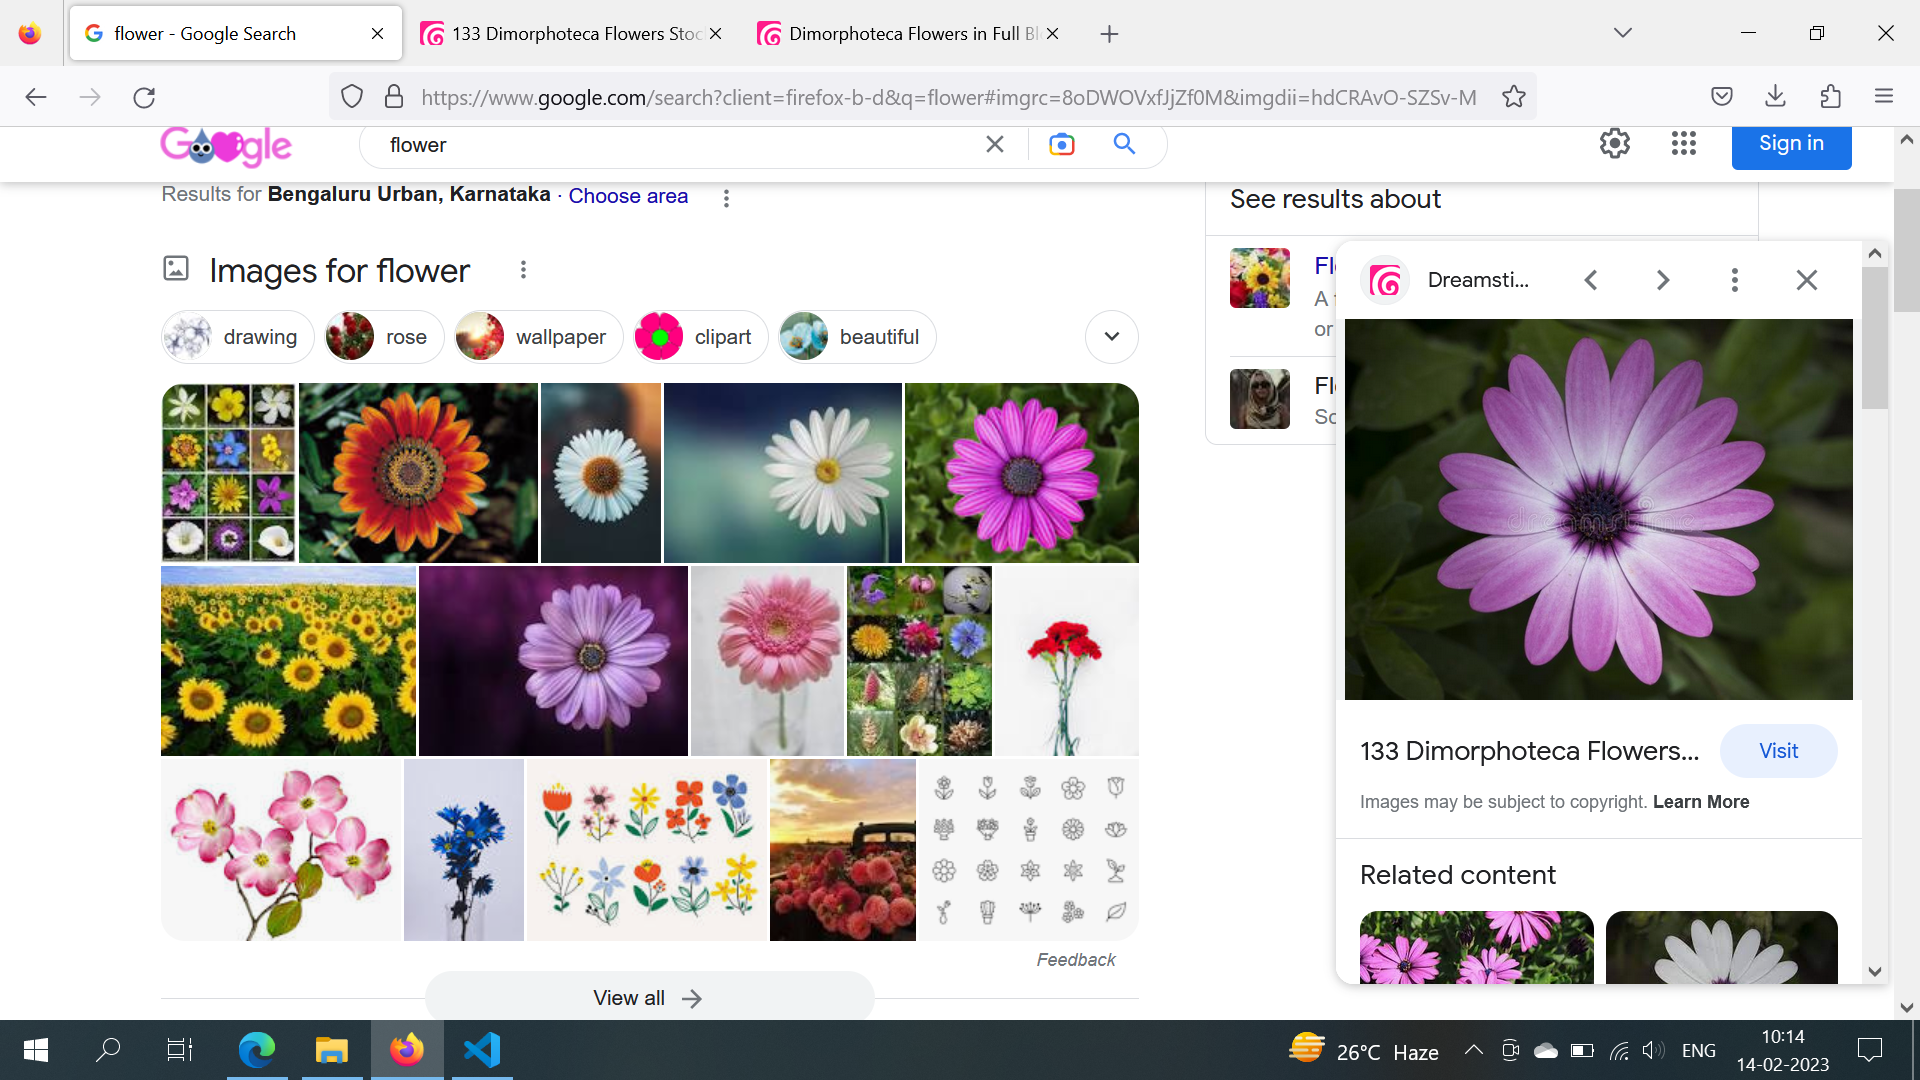 flower - Google Search
133 Dimorphoteca Flowers Stoc
Dimorphoteca Flowers in Full Bl
https://www.google.com/search?client=firefox-b-d&q=flower#imgrc=8oDWOVxfJjZf0M&imgdii=hdCRAvO-SZSv-M
Google
flower
Sign in
Results for Bengaluru Urban, Karnataka · Choose area
See results about
Images for flower
drawing
rose
wallpaper
clipart
beautiful
Fl
A
or
Fl
So
Dreamsti...
dreamstime
133 Dimorphoteca Flowers...
Visit
Images may be subject to copyright. Learn More
Related content
Feedback
View all
26°C Haze
ENG
10:14
14-02-2023